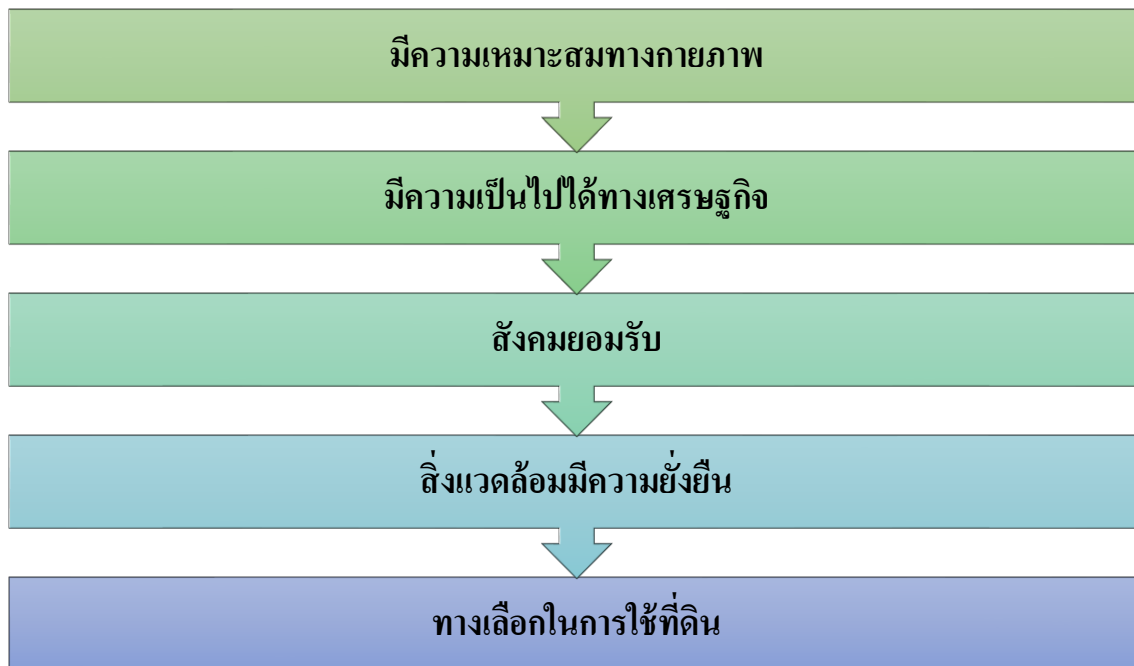 มีความเหมาะสมทางกายภาพ
มีความเป็นไปได้ทางเศรษฐกิจ
สังคมยอมรับ
สิ่งแวดล้อมมีความยั่งยืน
ทางเลือกในการใช้ที่ดิน